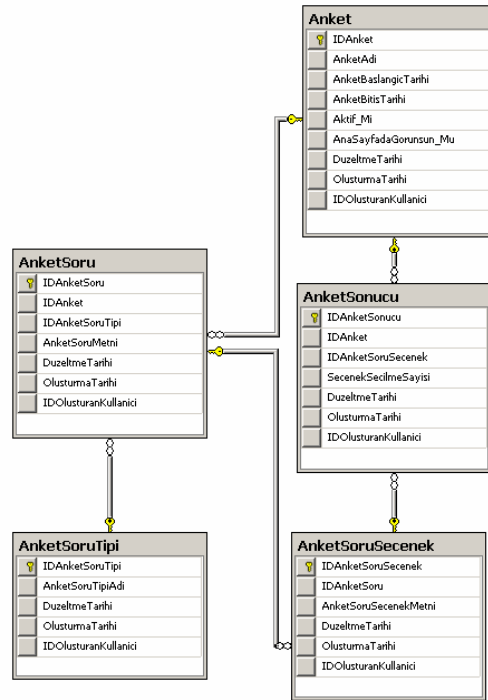 Anket
IDAnket
AnketAdi
AnketBaslangicTarihi
AnketBitisTarihi
Aktif_Mi
AnaSayfadaGorunsun_Mu
DuzeltmeTarihi
OlusturmaTarihi
IDOlusturanKullanici
AnketSoru
IDAnketSoru
IDAnket
IDAnketSoruTipi
AnketSoruMetni
DuzeltmeTarihi
OlusturmaTarihi
IDOlusturanKullanici
AnketSonucu
IDAnketSonucu
IDAnket
IDAnketSoruSecenek
SecenekSecilmeSayisi
DuzeltmeTarihi
OlusturmaTarihi
IDOlusturanKullanici
AnketSoruTipi
IDAnketSoruTipi
AnketSoruTipiAdi
DuzeltmeTarihi
OlusturmaTarihi
IDOlusturanKullanici
AnketSoruSecenek
IDAnketSoruSecenek
IDAnketSoru
AnketSoruSecenekMetni
DuzeltmeTarihi
OlusturmaTarihi
IDOlusturanKullanici